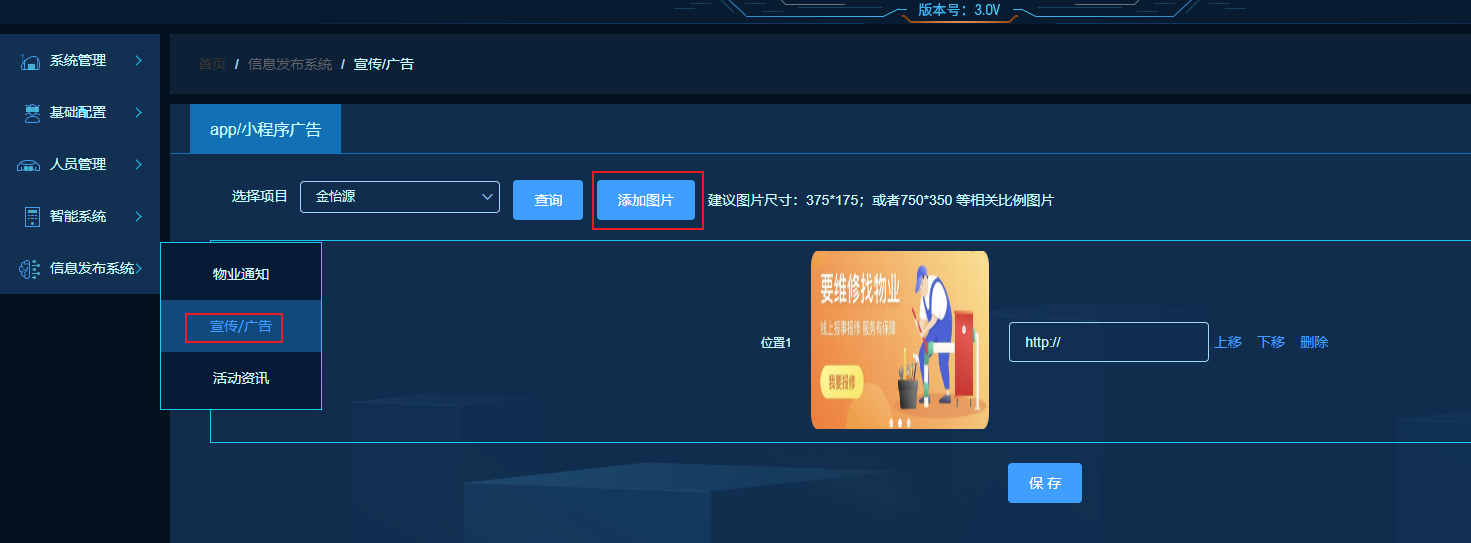 版本号：3.0V
系统管理
基础配置
人员管理
智能系统
信息发布系统
首页 / 信息发布系统 / 宣传/广告
app/小程序广告
选择项目 金怡源 查询 添加图片 建议图片尺寸：375*175；或者750*350 等相关比例图片
物业通知
宣传/广告
活动资讯
要维修找物业
线上报事报修 服务有保障
我要报修
位置1
http:// 上移 下移 删除
保 存